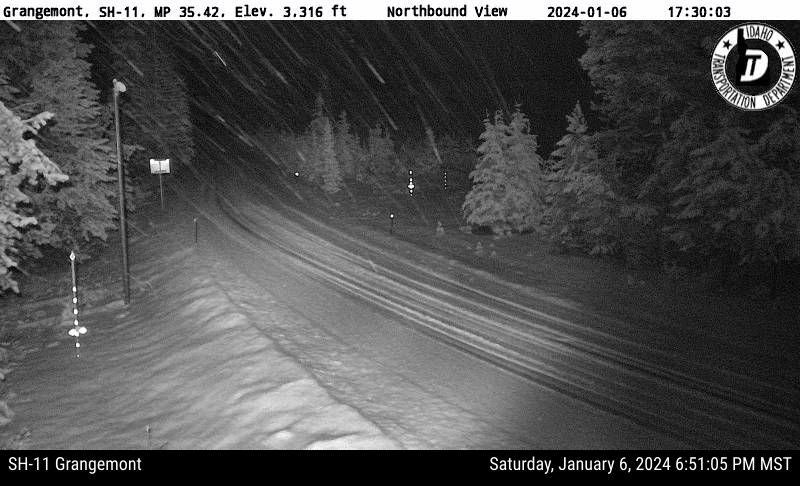 Grangemont, SH-11, MP 35.42, Elev. 3,316 ft Northbound View 2024-01-06 17:30:03
IDAHO
TRANSPORTATION DEPARTMENT
SH-11 Grangemont Saturday, January 6, 2024 6:51:05 PM MST